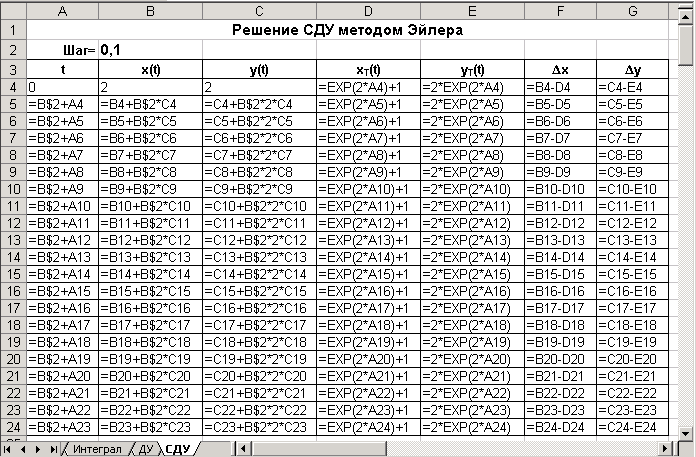 A B C D E F G
1 Решение СДУ методом Эйлера
2 Шаг= 0,1
3 t x(t) y(t) xT(t) yT(t) Δx Δy
4 0 2 2 =EXP(2*A4)+1 =2*EXP(2*A4) =B4-D4 =C4-E4
5 =B$2+A4 =B4+B$2*C4 =C4+B$2*2*C4 =EXP(2*A5)+1 =2*EXP(2*A5) =B5-D5 =C5-E5
6 =B$2+A5 =B5+B$2*C5 =C5+B$2*2*C5 =EXP(2*A6)+1 =2*EXP(2*A6) =B6-D6 =C6-E6
7 =B$2+A6 =B6+B$2*C6 =C6+B$2*2*C6 =EXP(2*A7)+1 =2*EXP(2*A7) =B7-D7 =C7-E7
8 =B$2+A7 =B7+B$2*C7 =C7+B$2*2*C7 =EXP(2*A8)+1 =2*EXP(2*A8) =B8-D8 =C8-E8
9 =B$2+A8 =B8+B$2*C8 =C8+B$2*2*C8 =EXP(2*A9)+1 =2*EXP(2*A9) =B9-D9 =C9-E9
10 =B$2+A9 =B9+B$2*C9 =C9+B$2*2*C9 =EXP(2*A10)+1 =2*EXP(2*A10) =B10-D10 =C10-E10
11 =B$2+A10 =B10+B$2*C10 =C10+B$2*2*C10 =EXP(2*A11)+1 =2*EXP(2*A11) =B11-D11 =C11-E11
12 =B$2+A11 =B11+B$2*C11 =C11+B$2*2*C11 =EXP(2*A12)+1 =2*EXP(2*A12) =B12-D12 =C12-E12
13 =B$2+A12 =B12+B$2*C12 =C12+B$2*2*C12 =EXP(2*A13)+1 =2*EXP(2*A13) =B13-D13 =C13-E13
14 =B$2+A13 =B13+B$2*C13 =C13+B$2*2*C13 =EXP(2*A14)+1 =2*EXP(2*A14) =B14-D14 =C14-E14
15 =B$2+A14 =B14+B$2*C14 =C14+B$2*2*C14 =EXP(2*A15)+1 =2*EXP(2*A15) =B15-D15 =C15-E15
16 =B$2+A15 =B15+B$2*C15 =C15+B$2*2*C15 =EXP(2*A16)+1 =2*EXP(2*A16) =B16-D16 =C16-E16
17 =B$2+A16 =B16+B$2*C16 =C16+B$2*2*C16 =EXP(2*A17)+1 =2*EXP(2*A17) =B17-D17 =C17-E17
18 =B$2+A17 =B17+B$2*C17 =C17+B$2*2*C17 =EXP(2*A18)+1 =2*EXP(2*A18) =B18-D18 =C18-E18
19 =B$2+A18 =B18+B$2*C18 =C18+B$2*2*C18 =EXP(2*A19)+1 =2*EXP(2*A19) =B19-D19 =C19-E19
20 =B$2+A19 =B19+B$2*C19 =C19+B$2*2*C19 =EXP(2*A20)+1 =2*EXP(2*A20) =B20-D20 =C20-E20
21 =B$2+A20 =B20+B$2*C20 =C20+B$2*2*C20 =EXP(2*A21)+1 =2*EXP(2*A21) =B21-D21 =C21-E21
22 =B$2+A21 =B21+B$2*C21 =C21+B$2*2*C21 =EXP(2*A22)+1 =2*EXP(2*A22) =B22-D22 =C22-E22
23 =B$2+A22 =B22+B$2*C22 =C22+B$2*2*C22 =EXP(2*A23)+1 =2*EXP(2*A23) =B23-D23 =C23-E23
24 =B$2+A23 =B23+B$2*C23 =C23+B$2*2*C23 =EXP(2*A24)+1 =2*EXP(2*A24) =B24-D24 =C24-E24
Интеграл ДУ СДУ